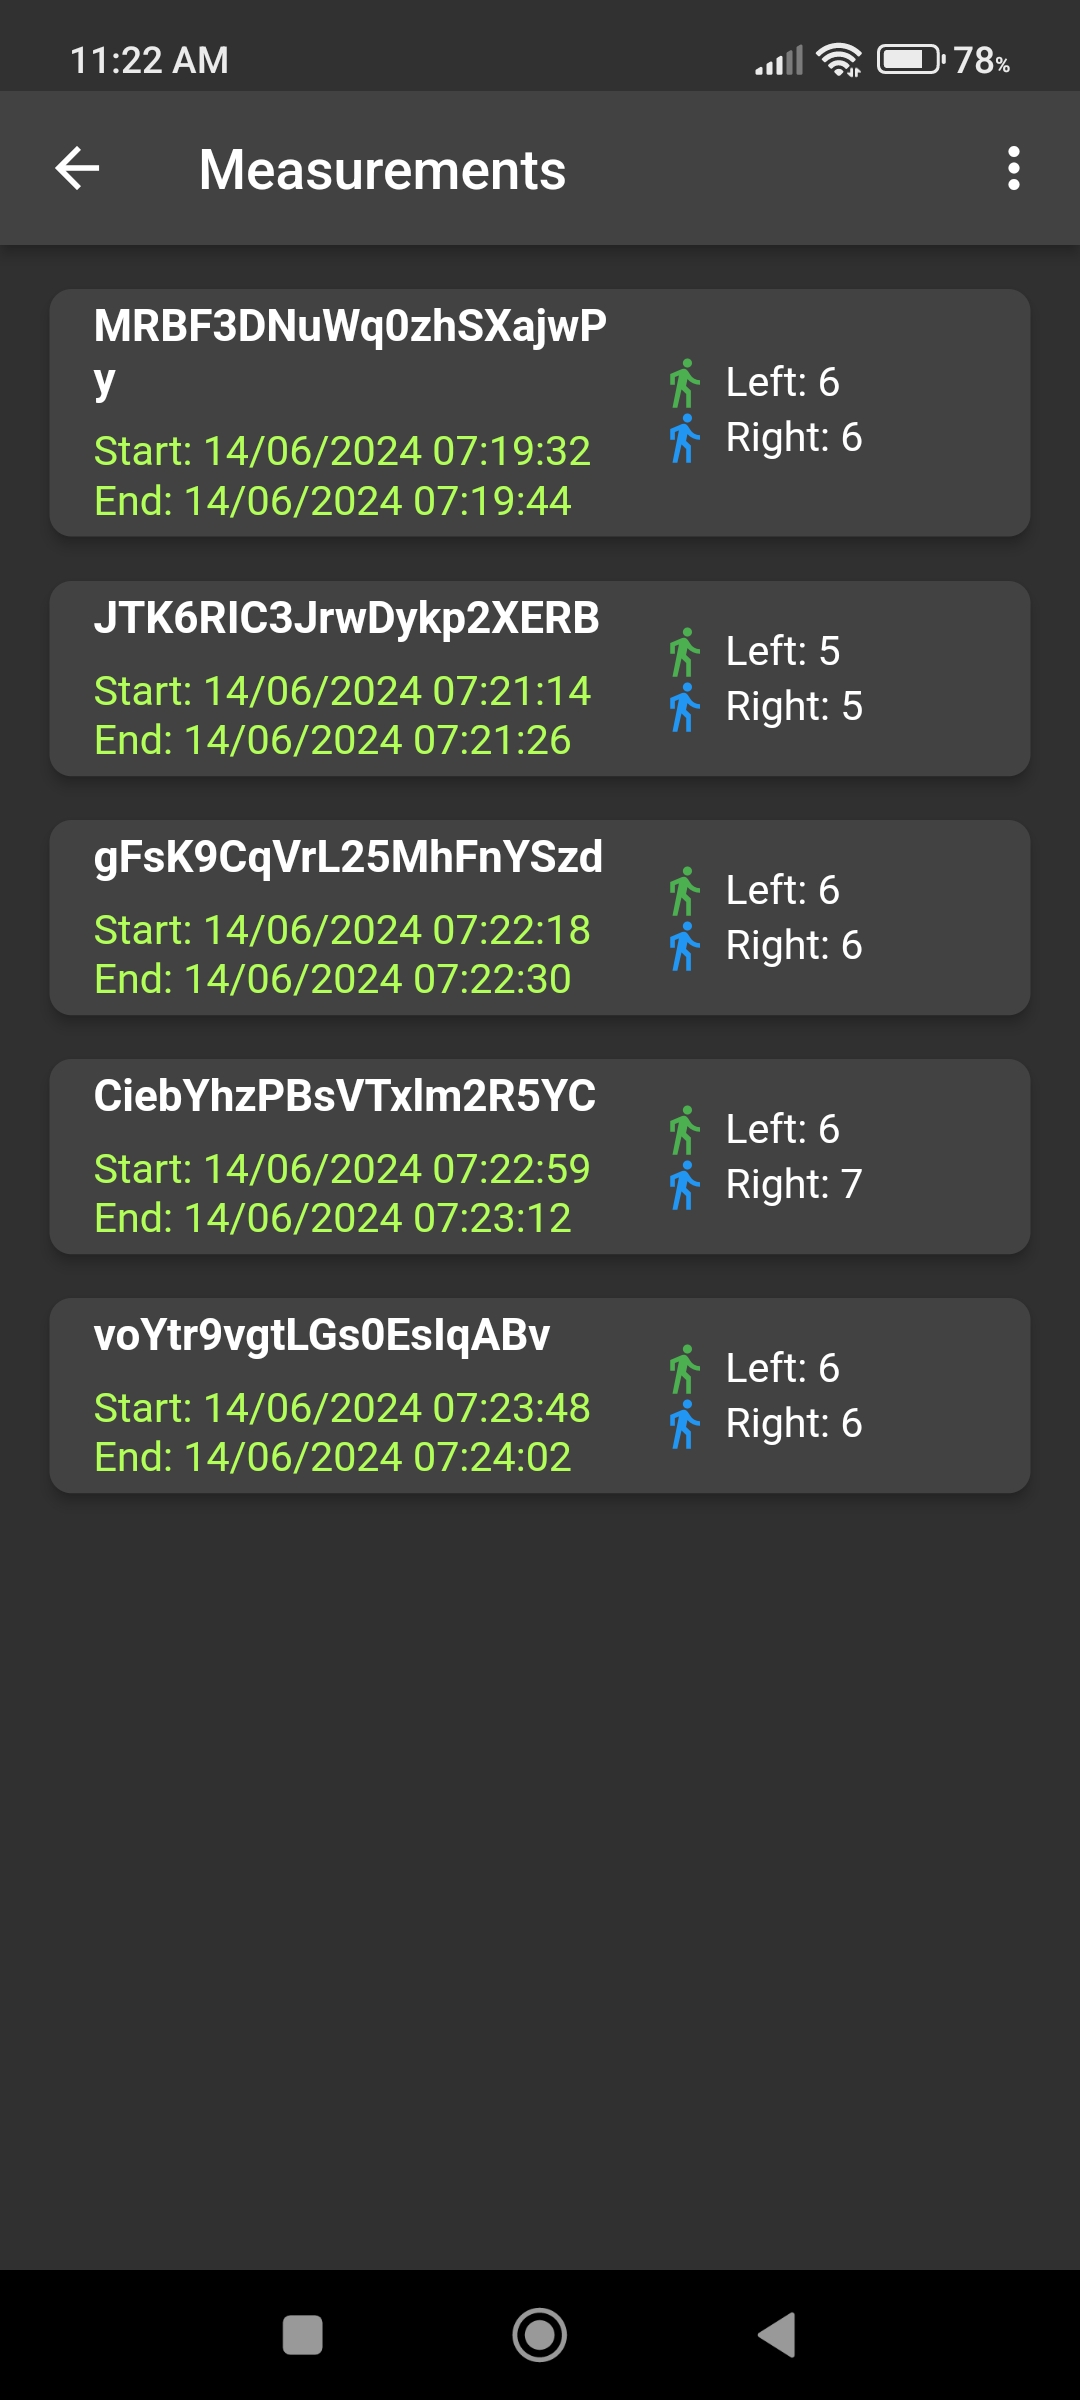 11:22 AM 78%
Measurements
MRBF3DNuWq0zhSXajwP
y
Left: 6
Right: 6
Start: 14/06/2024 07:19:32
End: 14/06/2024 07:19:44
JTK6RIC3JrwDykp2XERB
Left: 5
Right: 5
Start: 14/06/2024 07:21:14
End: 14/06/2024 07:21:26
gFsK9CqVrL25MhFnYSzd
Left: 6
Right: 6
Start: 14/06/2024 07:22:18
End: 14/06/2024 07:22:30
CiebYhzPBsVTxlm2R5YC
Left: 6
Right: 7
Start: 14/06/2024 07:22:59
End: 14/06/2024 07:23:12
voYtr9vgtLGs0EsIqABv
Left: 6
Right: 6
Start: 14/06/2024 07:23:48
End: 14/06/2024 07:24:02